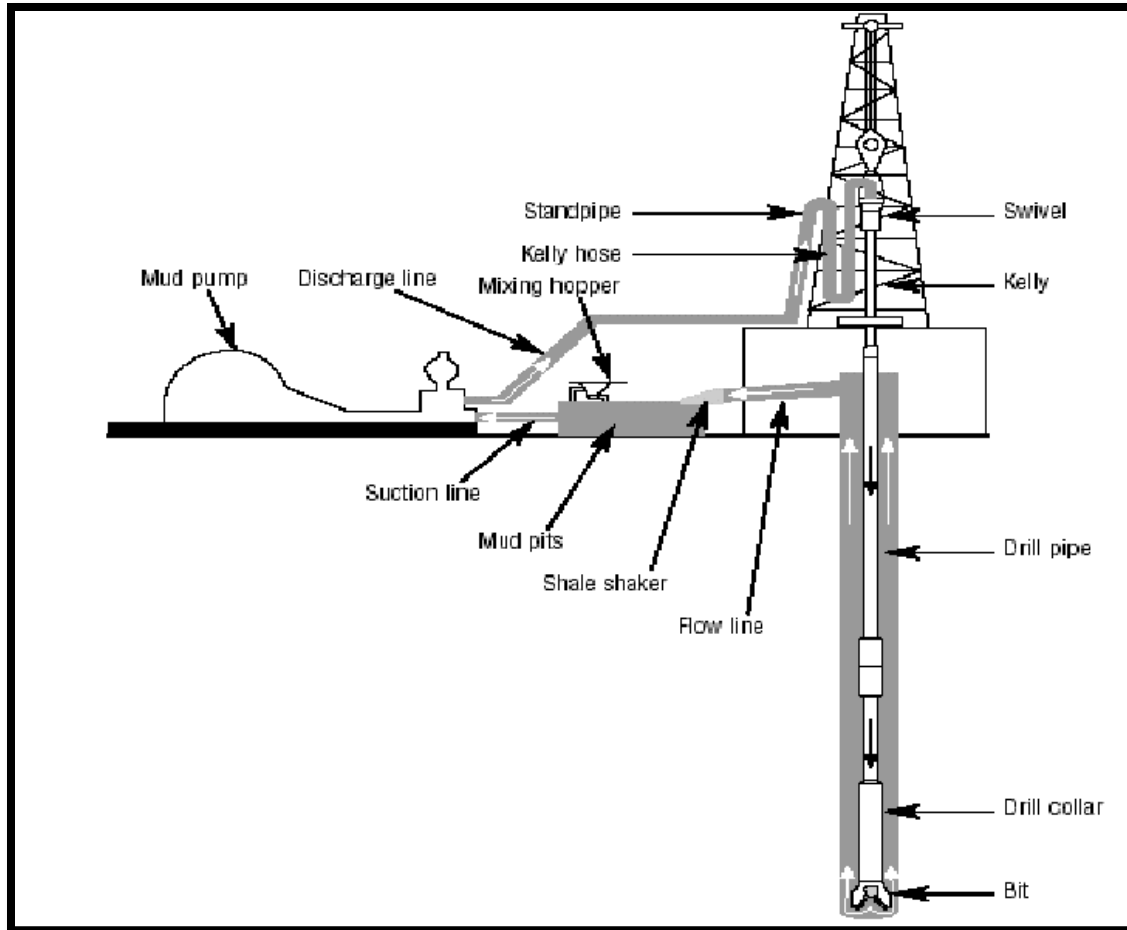 Standpipe
Swivel
Kelly hose
Mud pump
Discharge line
Mixing hopper
Kelly
Suction line
Mud pits
Drill pipe
Shale shaker
Flow line
Drill collar
Bit